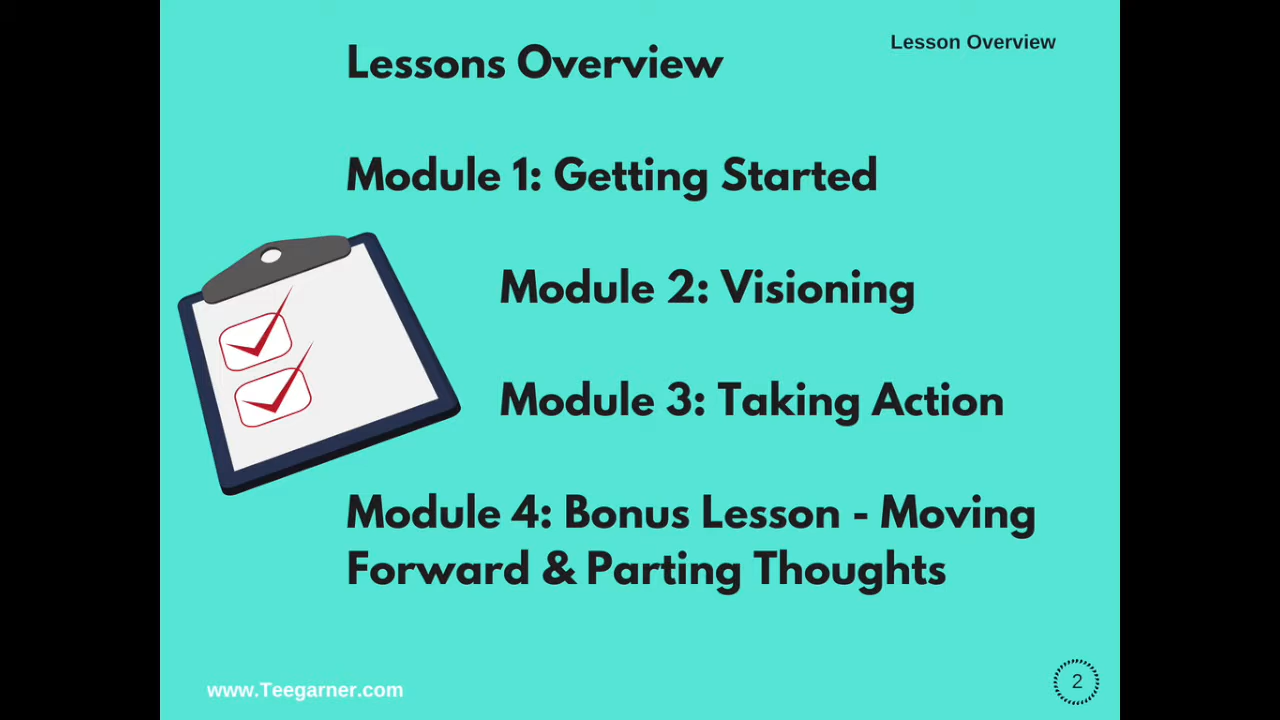 Lesson Overview
Lessons Overview
Module 1: Getting Started
Module 2: Visioning
Module 3: Taking Action
Module 4: Bonus Lesson - Moving
Forward & Parting Thoughts
www.Teegarner.com
2